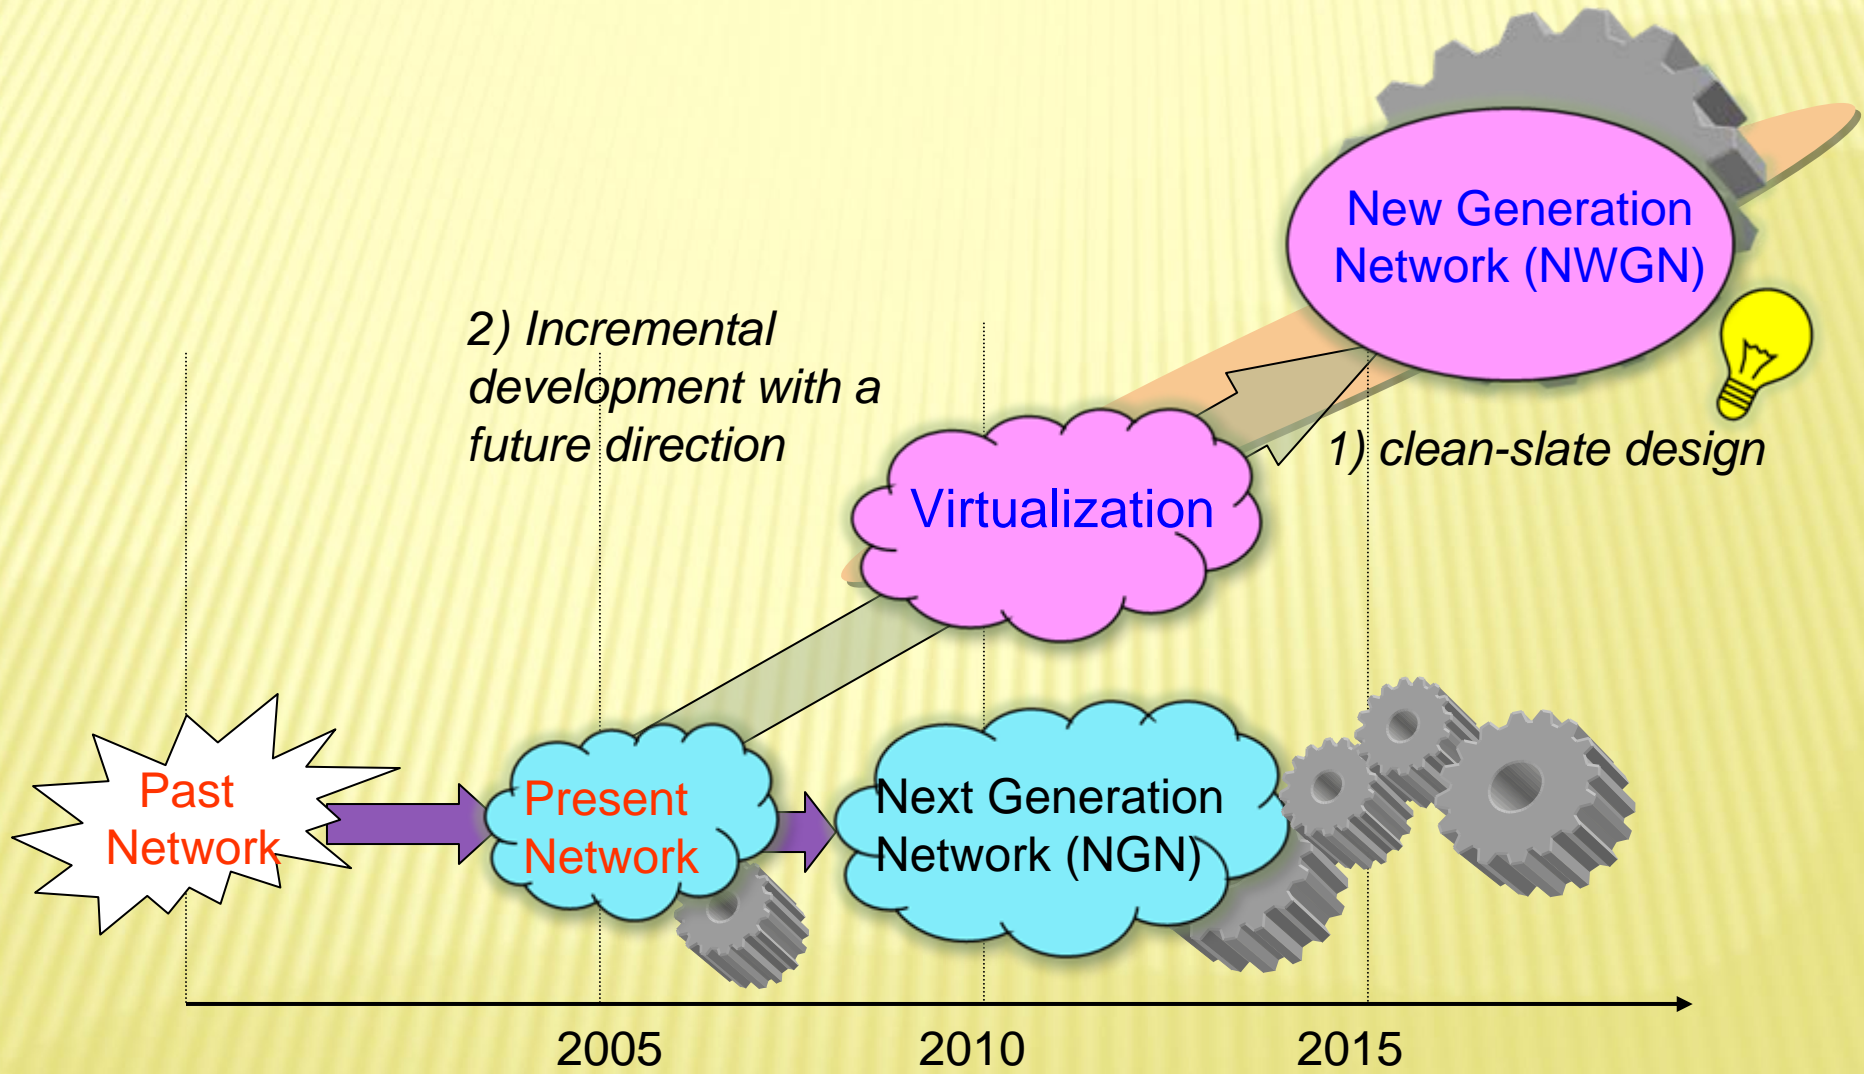 New Generation
Network (NWGN)
2) Incremental
development with a
future direction
1) clean-slate design
Virtualization
Past
Network
Present
Network
Next Generation
Network (NGN)
2005
2010
2015